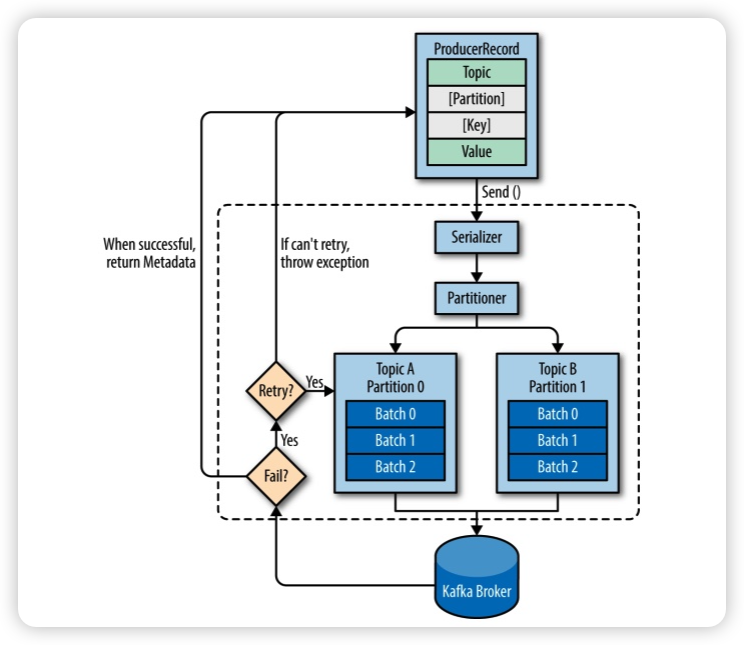 ProducerRecord
Topic
[Partition]
[Key]
Value
Send ()
Serializer
Partitioner
When successful,
return Metadata
If can't retry,
throw exception
Topic A
Partition 0
Batch 0
Batch 1
Batch 2
Topic B
Partition 1
Batch 0
Batch 1
Batch 2
Retry?
Yes
Yes
Fail?
Kafka Broker